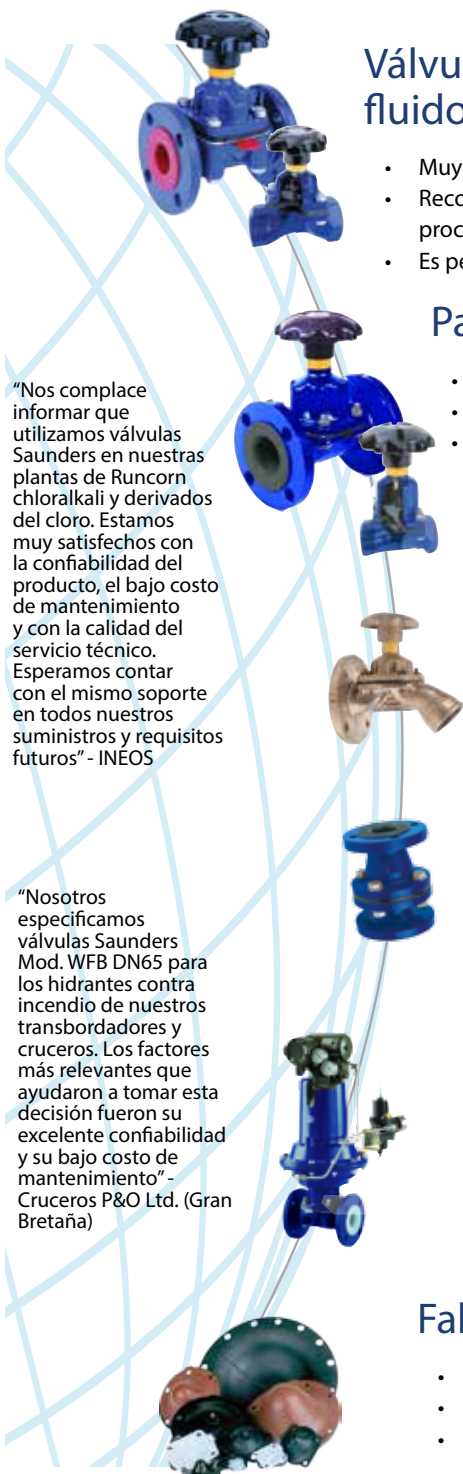 Válvu
fluido
• Muy
• Reco
proc
• Es pe
Pa
•
•
•
“Nos complace
informar que
utilizamos válvulas
Saunders en nuestras
plantas de Runcorn
chloralkali y derivados
del cloro. Estamos
muy satisfechos con
la confiabilidad del
producto, el bajo costo
de mantenimiento
y con la calidad del
servicio técnico.
Esperamos contar
con el mismo soporte
en todos nuestros
suministros y requisitos
futuros” - INEOS
“Nosotros
especificamos
válvulas Saunders
Mod. WFB DN65 para
los hidrantes contra
incendio de nuestros
transbordadores y
cruceros. Los factores
más relevantes que
ayudaron a tomar esta
decisión fueron su
excelente confiabilidad
y su bajo costo de
mantenimiento” -
Cruceros P&O Ltd. (Gran
Bretaña)
Fal
•
•
•